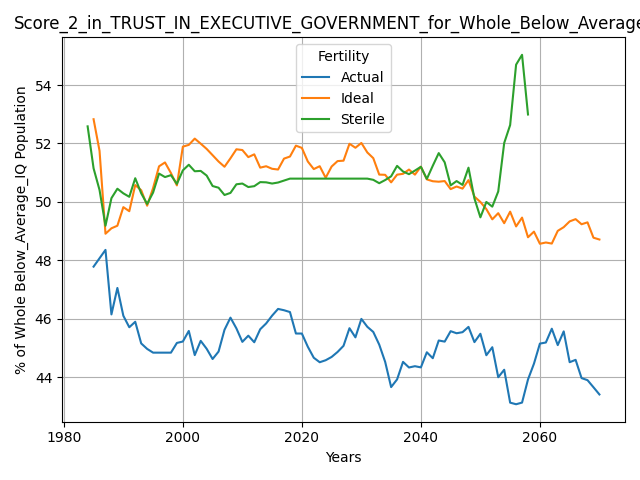 Score_2_in_TRUST_IN_EXECUTIVE_GOVERNMENT_for_Whole_Below_Average
Fertility
Actual
Ideal
Sterile
% of Whole Below_Average_IQ Population
54
52
50
48
46
44
1980
2000
2020
2040
2060
Years